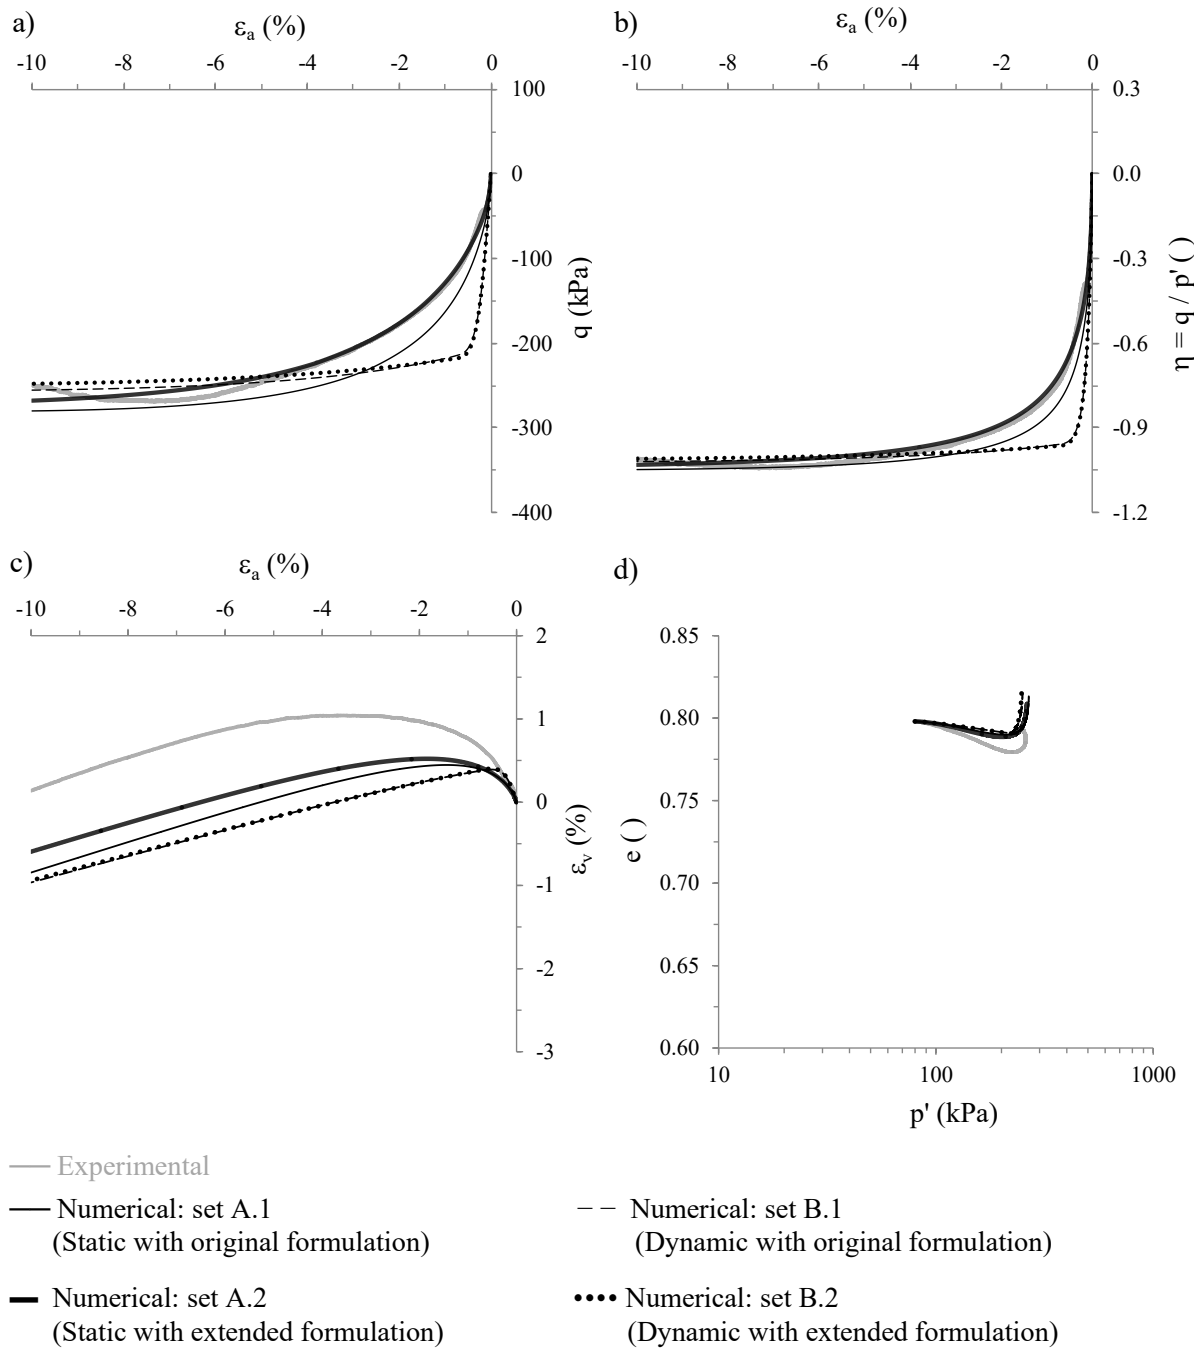 a)
εa (%)
-10 -8 -6 -4 -2 0
100
0
-100
-200
-300
-400
q (kPa)
b)
εa (%)
-10 -8 -6 -4 -2 0
0.3
0.0
-0.3
-0.6
-0.9
-1.2
η = q / p' ( )
c)
εa (%)
-10 -8 -6 -4 -2 0
2
1
0
-1
-2
-3
εv (%)
d)
0.85
0.80
0.75
0.70
0.65
0.60
e ( )
10 100 1000
p' (kPa)
Experimental
Numerical: set A.1
(Static with original formulation)
Numerical: set B.1
(Dynamic with original formulation)
Numerical: set A.2
(Static with extended formulation)
Numerical: set B.2
(Dynamic with extended formulation)